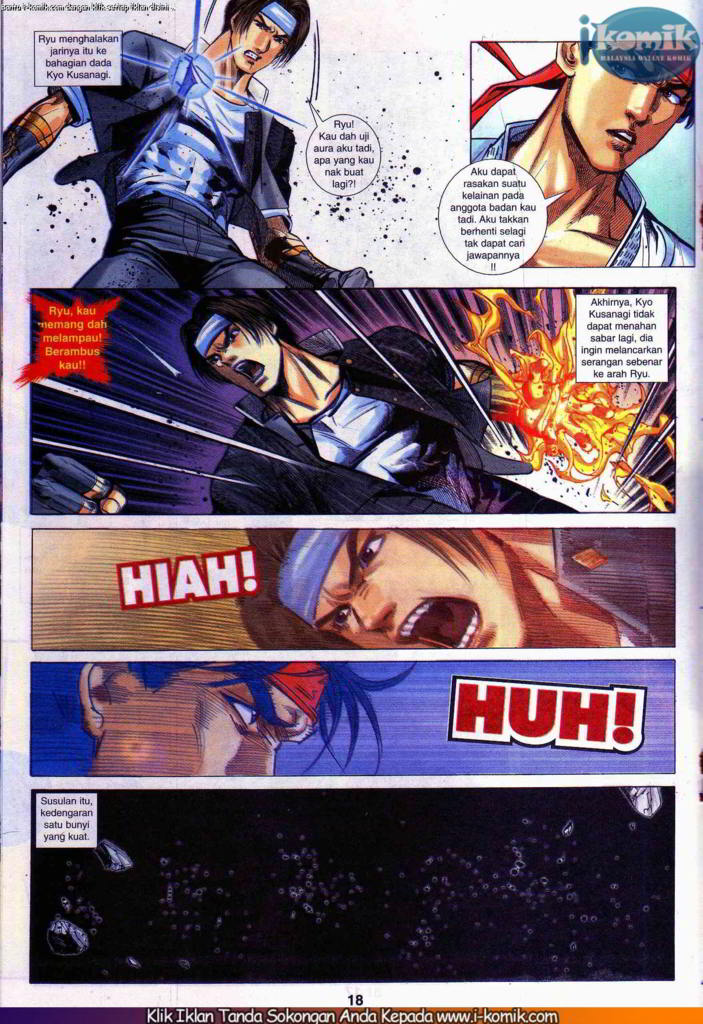 Ryu menghalakan
jarinya itu ke
bahagian dada
Kyo Kusanagi.
Ryu!
Kau dah uji
aura aku tadi,
apa yang kau
nak buat
lagi?!
i komik
MALAYSIA ONLINE KOMIK
Aku dapat
rasakan suatu
kelainan pada
anggota badan kau
tadi. Aku takkan
berhenti selagi
tak dapat cari
jawapannya
!!
Ryu, kau
memang dah
melampau!
Berambus
kau!!
Akhirnya, Kyo
Kusanagi tidak
dapat menahan
sabar lagi, dia
ingin melancarkan
serangan sebenar
ke arah Ryu.
HIAH!
HUH!
Susulan itu,
kedengaran
satu bunyi
yang kuat.
18
Klik Iklan Tanda Sokongan Anda Kepada www.i-komik.com